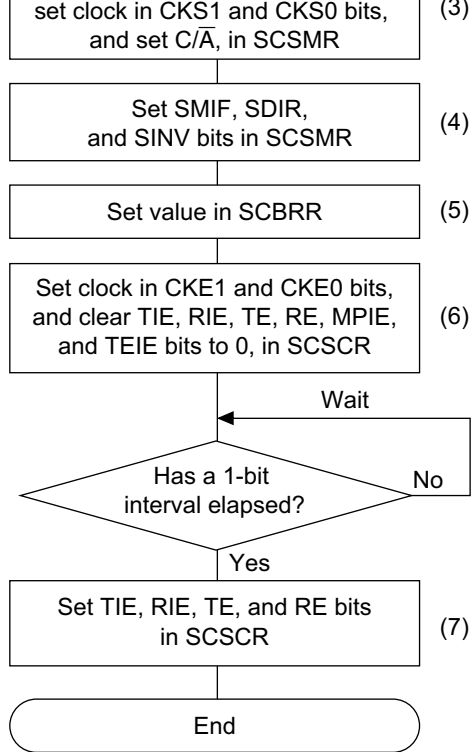 set clock in CKS1 and CKS0 bits,
and set C/A̅, in SCSMR
(3)
Set SMIF, SDIR,
and SINV bits in SCSMR
(4)
Set value in SCBRR
(5)
Set clock in CKE1 and CKE0 bits,
and clear TIE, RIE, TE, RE, MPIE,
and TEIE bits to 0, in SCSCR
(6)
Wait
Has a 1-bit
interval elapsed?
No
Yes
Set TIE, RIE, TE, and RE bits
in SCSCR
(7)
End